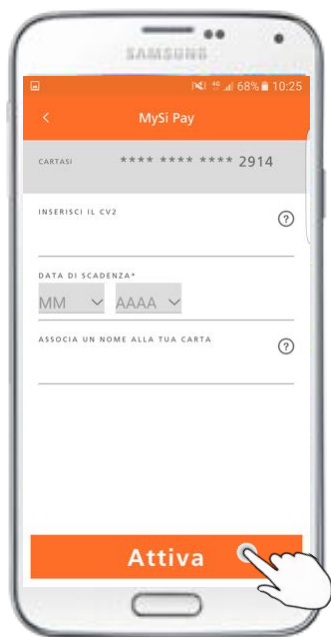 SAMSUNG
4G 68% 10:25
MySi Pay
CARTASI **** **** **** 2914
INSERISCI IL CV2
?
DATA DI SCADENZA*
MM AAAA
ASSOCIA UN NOME ALLA TUA CARTA
?
Attiva